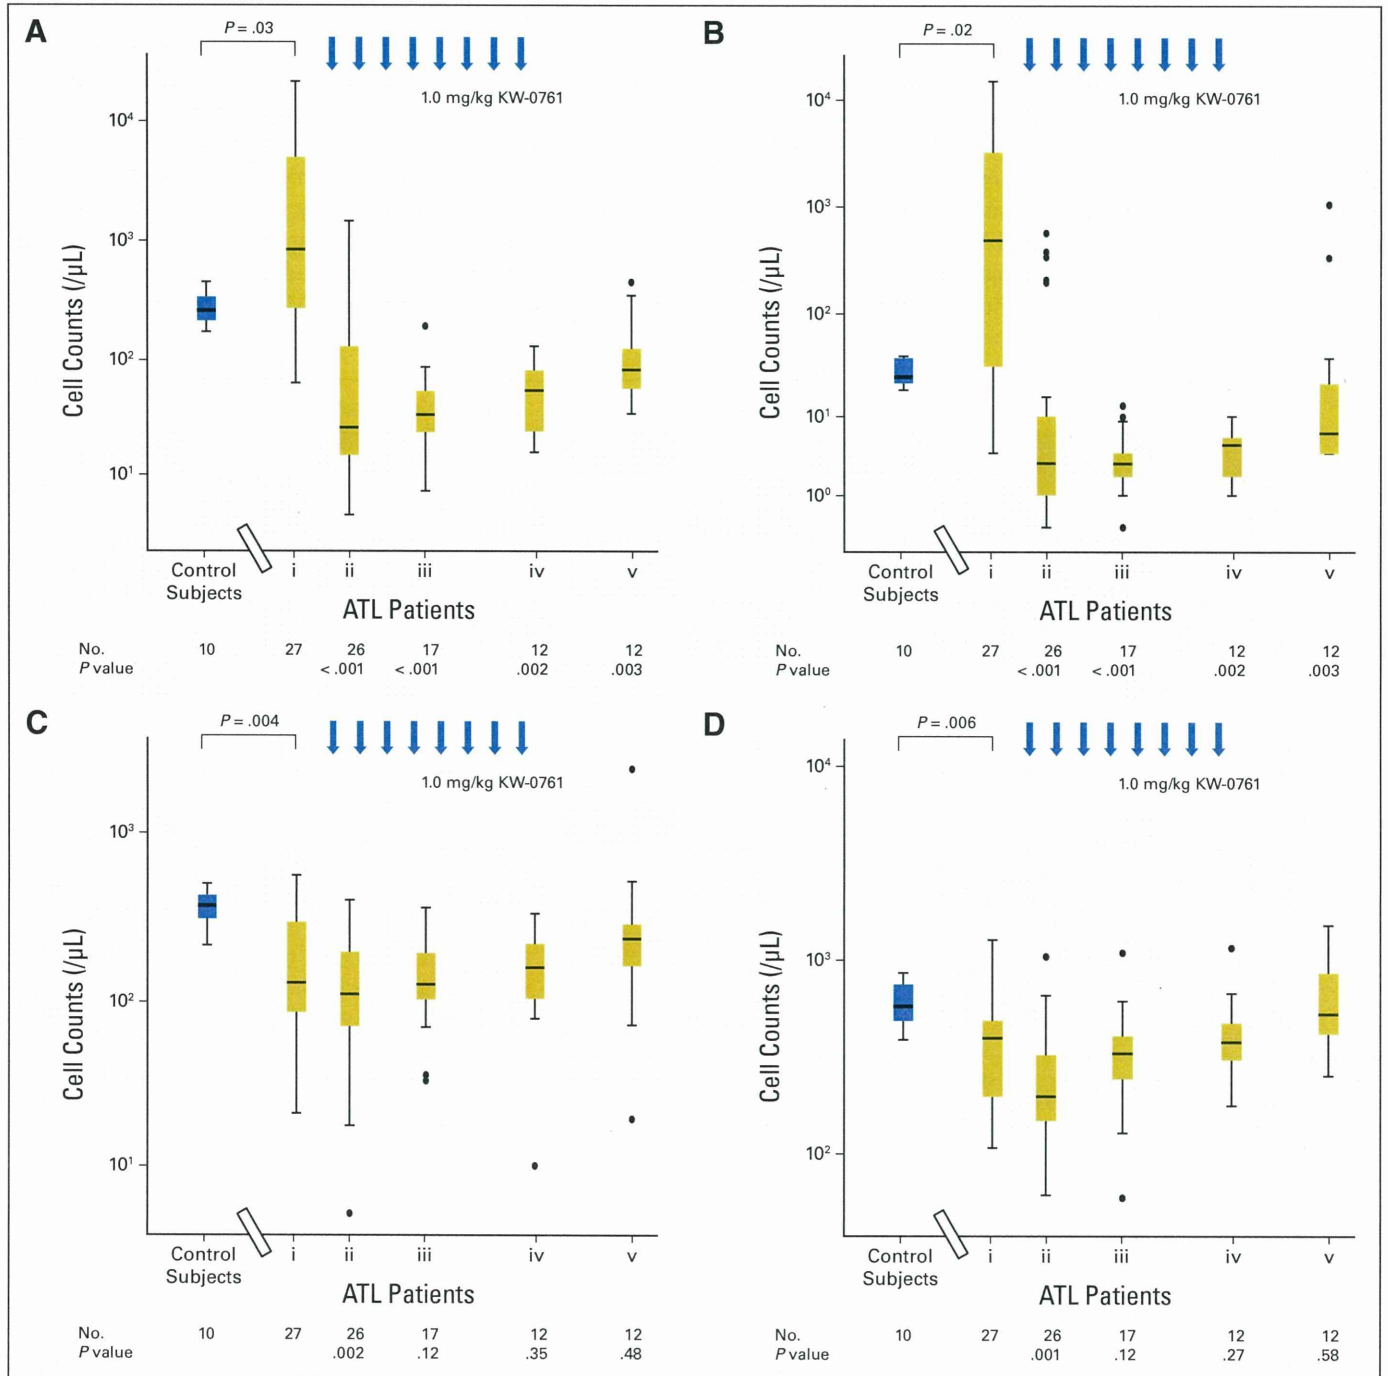 A
P = .03
1.0 mg/kg KW-0761
Cell Counts (/μL)
10⁴
10³
10²
10¹
Control Subjects
i ii iii iv v
ATL Patients
No. 10 27 26 17 12 12
P value < .001 < .001 .002 .003
B
P = .02
1.0 mg/kg KW-0761
Cell Counts (/μL)
10⁴
10³
10²
10¹
10⁰
Control Subjects
i ii iii iv v
ATL Patients
No. 10 27 26 17 12 12
P value < .001 < .001 .002 .003
C
P = .004
1.0 mg/kg KW-0761
Cell Counts (/μL)
10³
10²
10¹
Control Subjects
i ii iii iv v
ATL Patients
No. 10 27 26 17 12 12
P value .002 .12 .35 .48
D
P = .006
1.0 mg/kg KW-0761
Cell Counts (/μL)
10⁴
10³
10²
Control Subjects
i ii iii iv v
ATL Patients
No. 10 27 26 17 12 12
P value .001 .12 .27 .58